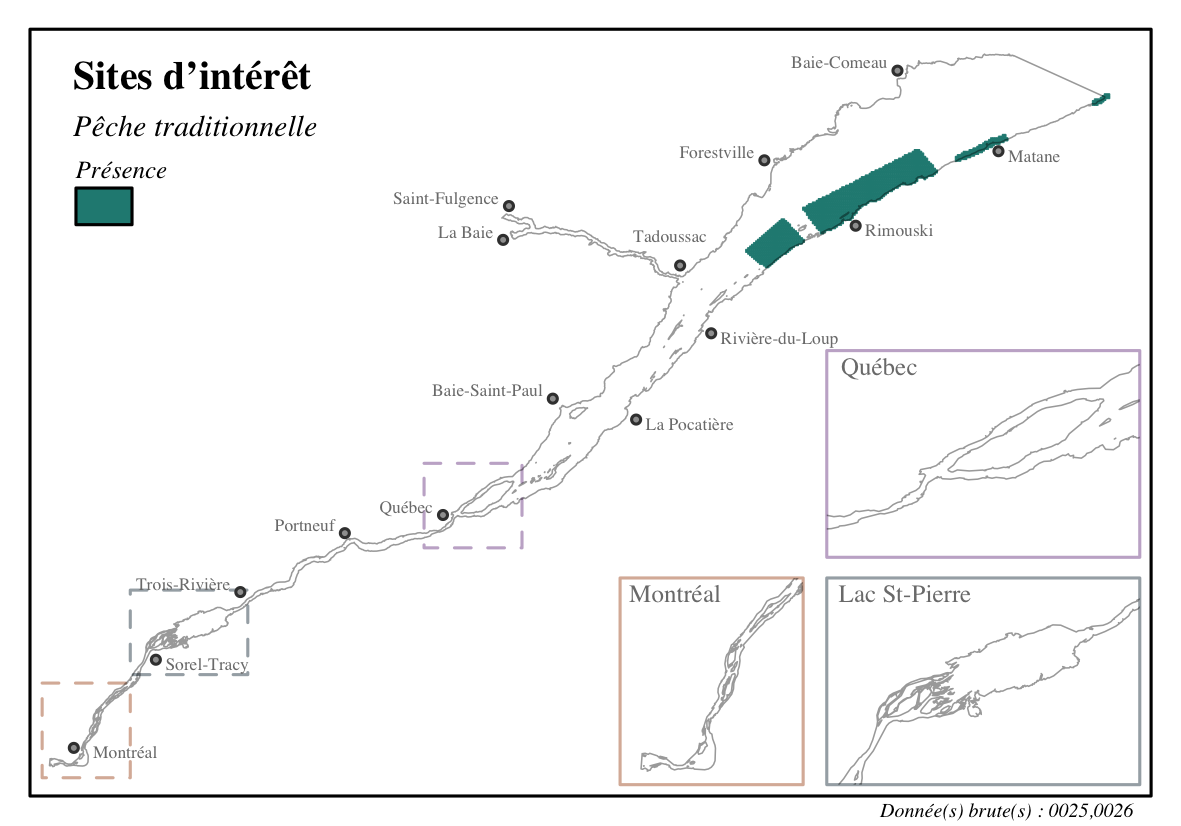 Sites d’intérêt
Pêche traditionnelle
Présence
Baie-Comeau
Forestville
Matane
Saint-Fulgence
La Baie
Tadoussac
Rimouski
Rivière-du-Loup
Québec
Baie-Saint-Paul
La Pocatière
Québec
Portneuf
Trois-Rivière
Montréal
Lac St-Pierre
Sorel-Tracy
Montréal
Donnée(s) brute(s) : 0025,0026